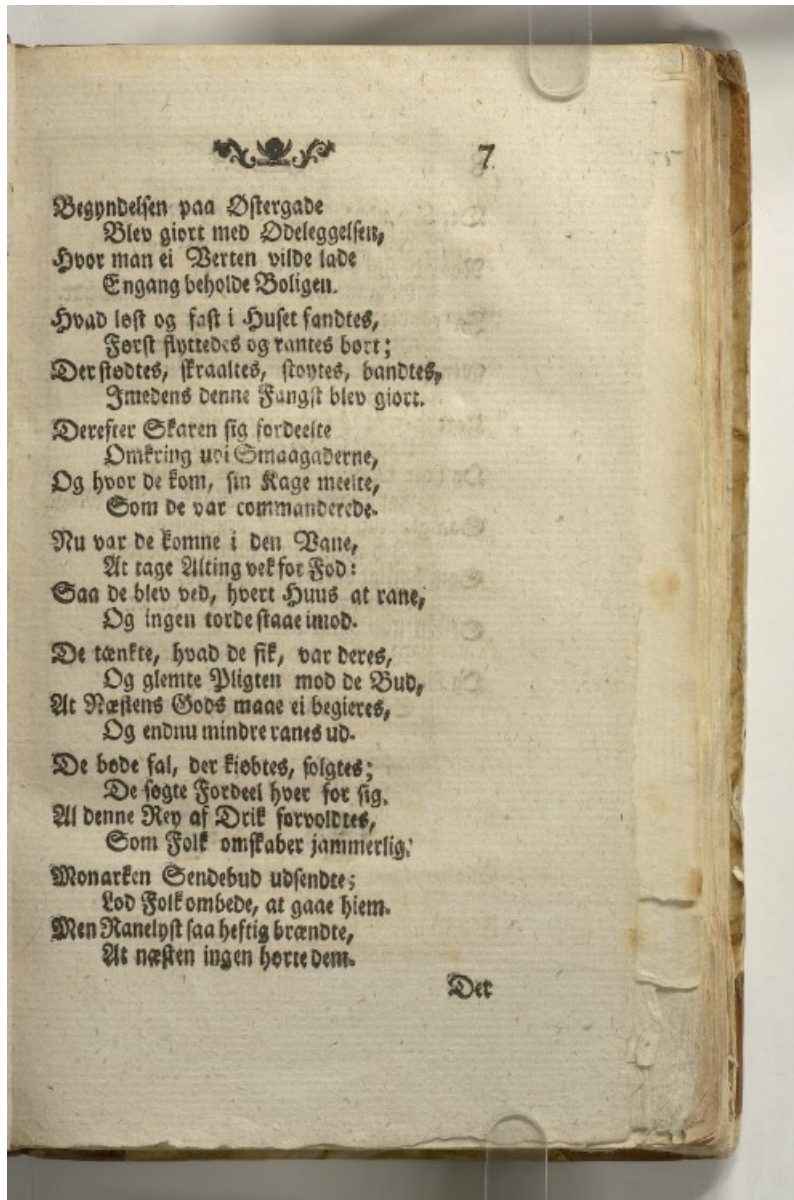 7.
Begyndelsen paa Østergade
Blev giort med Ødeleggelsen,
Hvor man ei Verten vilde lade
Engang beholde Boligen.
Hvad løst og fast i Huset fandtes,
Først flyttedes og rantes bort;
Der stødtes, skraaltes, støytes, bandtes,
Imedens denne Fangst blev giort.
Derefter Skaren sig fordeelte
Omkring udi Smaagaderne,
Og hvor de kom, sin Kage meelte,
Som de var commanderede.
Nu var de komne i den Vane,
At tage Alting vek for Fod:
Saa de blev ved, hvert Huus at rane,
Og ingen torde staae imod.
De tænkte, hvad de fik, var deres,
Og glemte Pligten mod de Bud,
At Næstens Gods maae ei begieres,
Og endnu mindre ranes ud.
De bøde fal, der kiøbtes, solgtes;
De søgte Fordeel hver for sig.
Al denne Rey af Drik forvoldtes,
Som Folk omskaber jammerlig.
Monarken Sendebud udsendte;
Lod Folk ombede, at gaae hiem.
Men Ranelyst saa heftig brændte,
At næsten ingen hørte dem.
Det